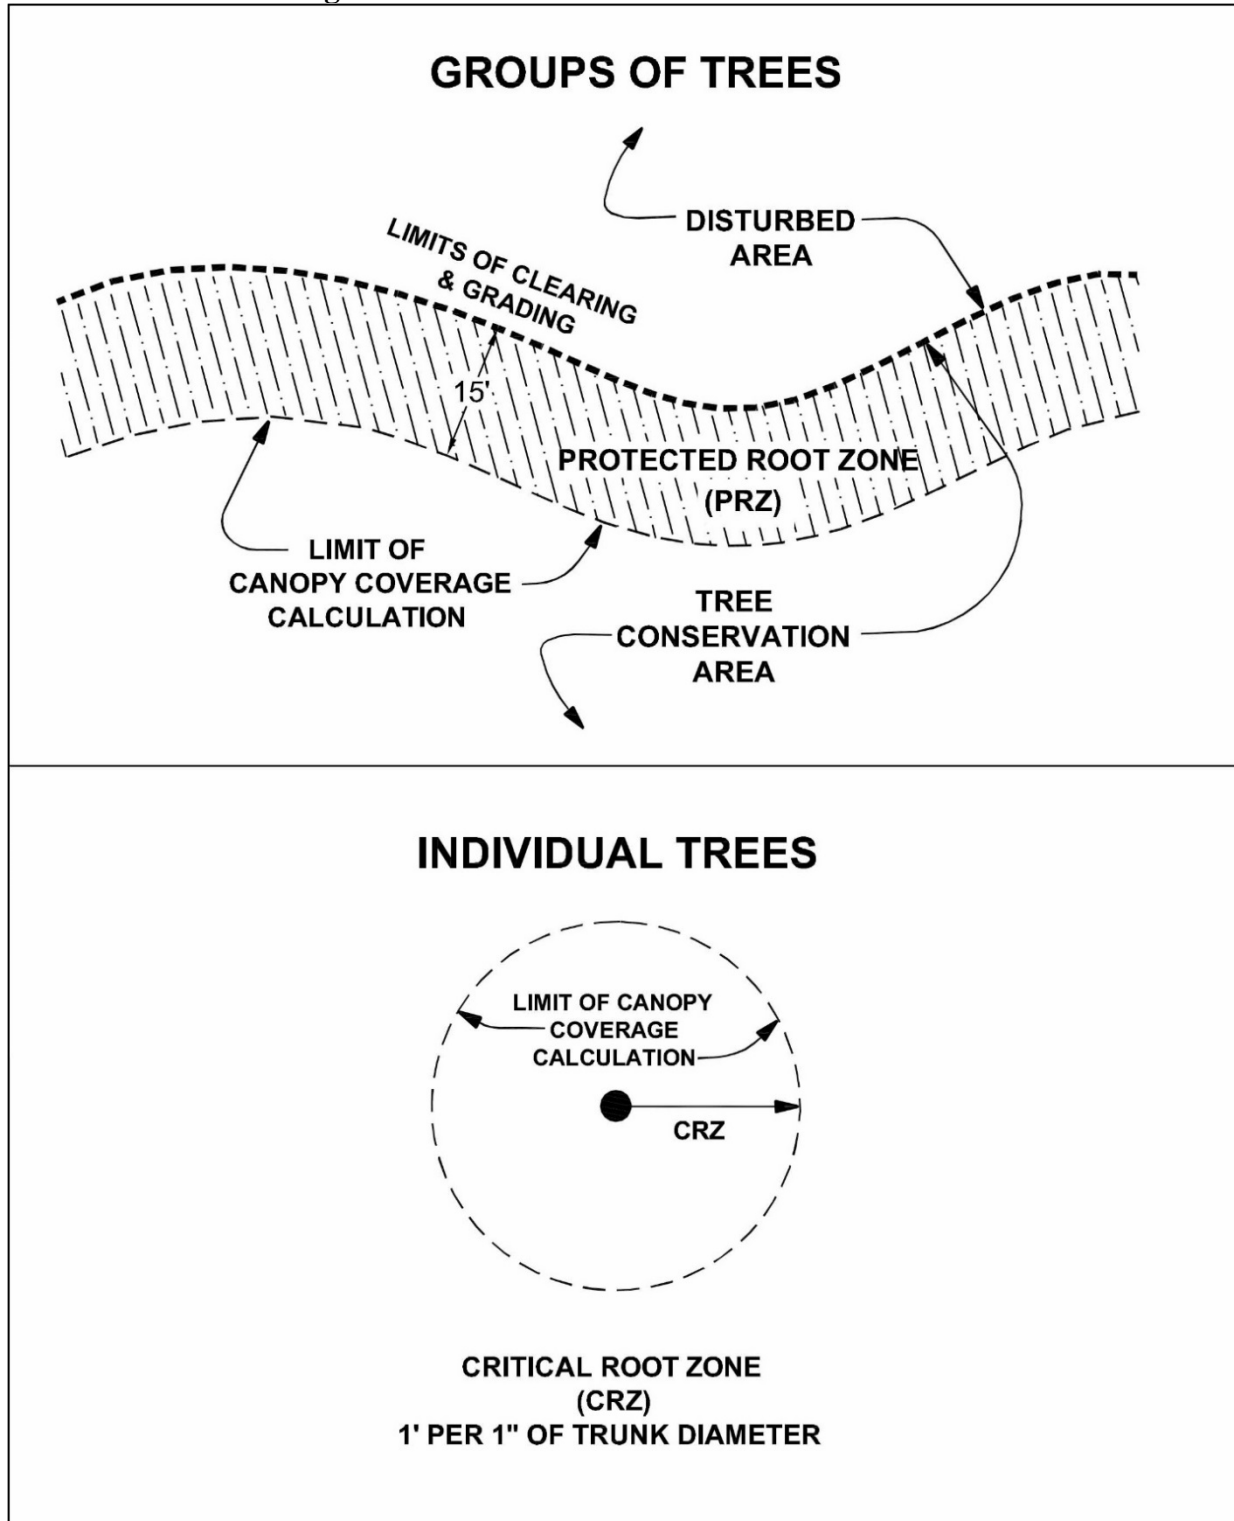 GROUPS OF TREES
DISTURBED
AREA
LIMITS OF CLEARING
& GRADING
15'
PROTECTED ROOT ZONE
(PRZ)
LIMIT OF
CANOPY COVERAGE
CALCULATION
TREE
CONSERVATION
AREA
INDIVIDUAL TREES
LIMIT OF CANOPY
COVERAGE
CALCULATION
CRZ
CRITICAL ROOT ZONE
(CRZ)
1' PER 1" OF TRUNK DIAMETER